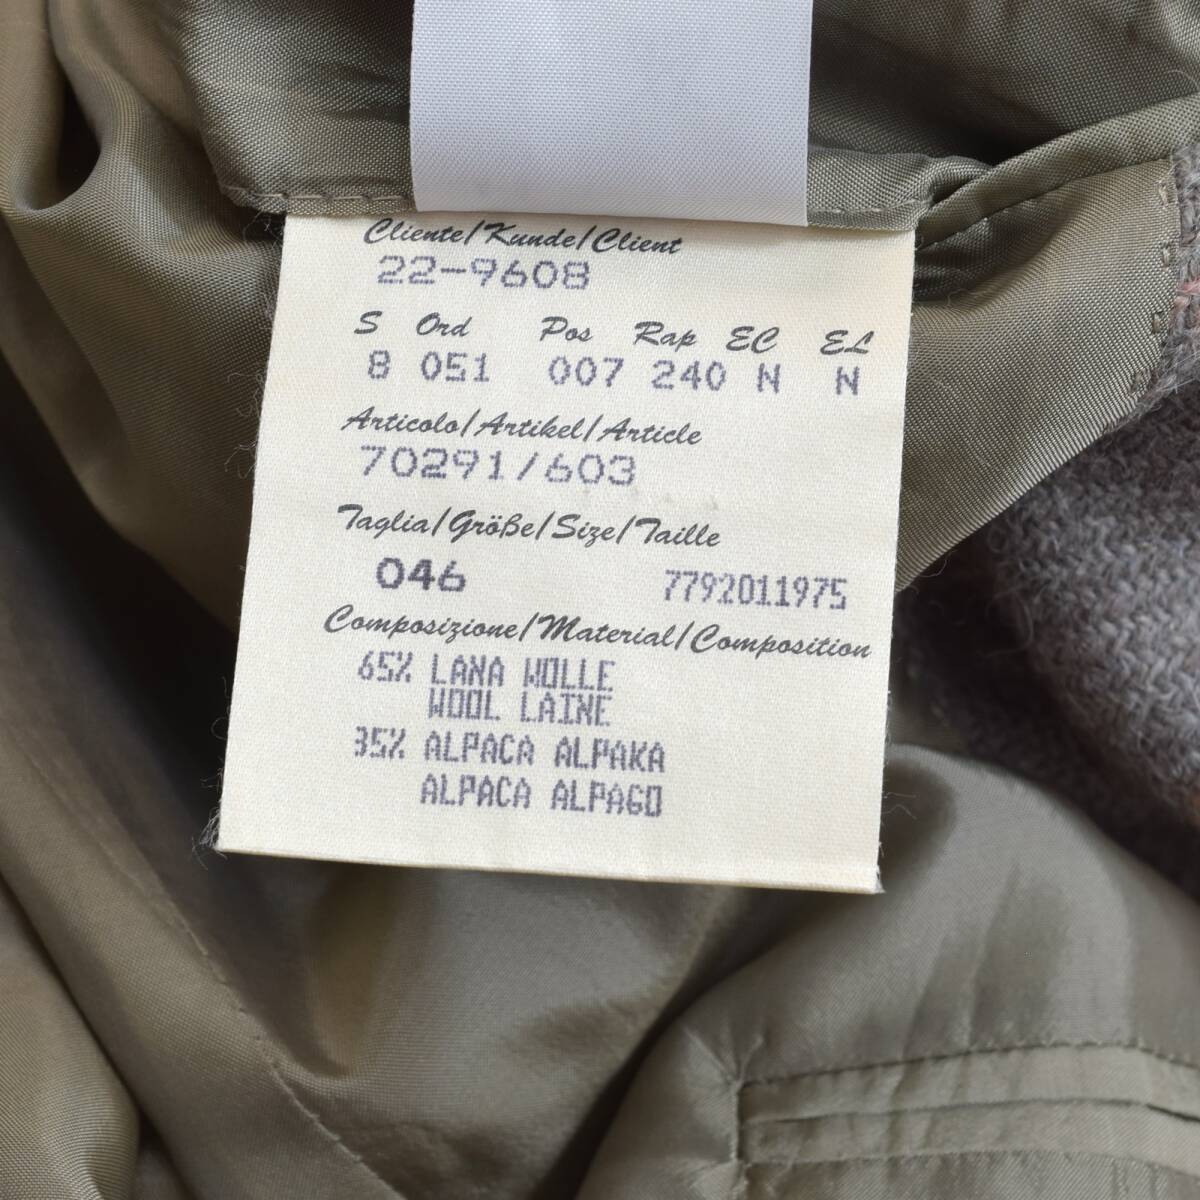 Cliente/Kunde/Client
22-9608
S Ord Pos Rap EC EL
8 051 007 240 N N
Articolo/Artikel/Article
70291/603
Taglia/Größe/Size/Taille
046 7792011975
Composizione/Material/Composition
65% LANA WOLLE
WOOL LAINE
35% ALPACA ALPAKA
ALPACA ALPAGO